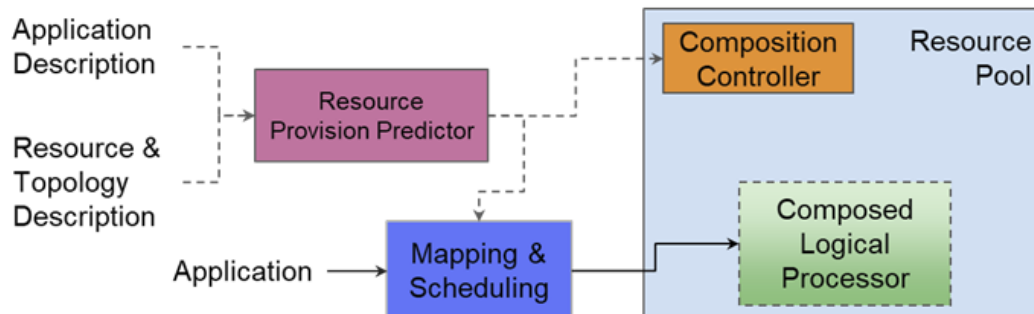 Application
Description
Resource &
Topology
Description
Resource
Provision Predictor
Composition
Controller
Resource
Pool
Application
Mapping &
Scheduling
Composed
Logical
Processor